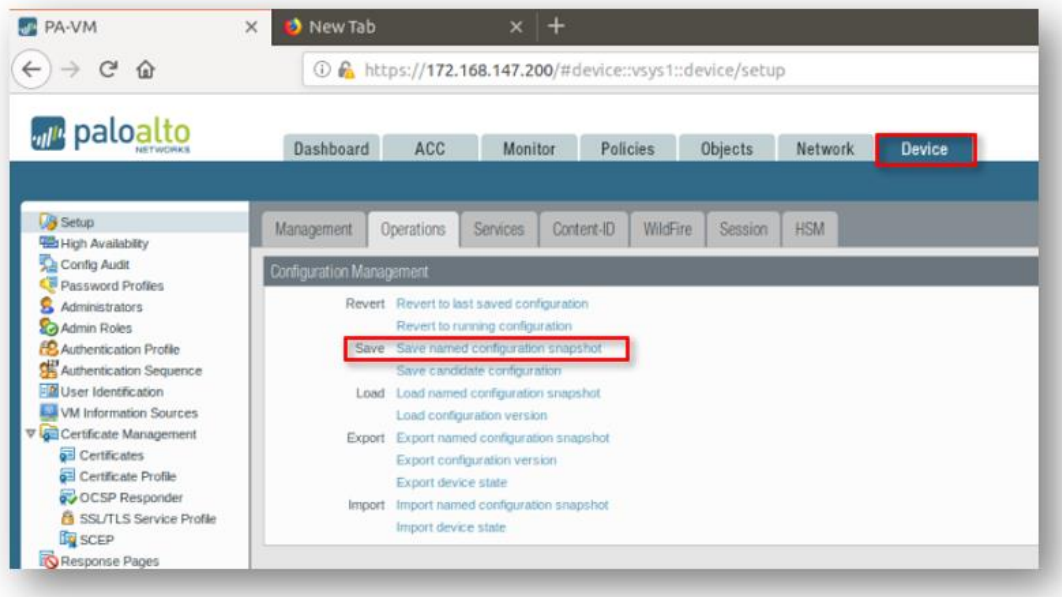 PA-VM
New Tab
https://172.168.147.200/#device::vsys1::device/setup
paloalto
NETWORKS
Dashboard ACC Monitor Policies Objects Network Device
Setup
High Availability
Config Audit
Password Profiles
Administrators
Admin Roles
Authentication Profile
Authentication Sequence
User Identification
VM Information Sources
Certificate Management
Certificates
Certificate Profile
OCSP Responder
SSL/TLS Service Profile
SCEP
Response Pages
Management Operations Services Content-ID WildFire Session HSM
Configuration Management
Revert Revert to last saved configuration
Revert to running configuration
Save Save named configuration snapshot
Save candidate configuration
Load Load named configuration snapshot
Load configuration version
Export Export named configuration snapshot
Export configuration version
Export device state
Import Import named configuration snapshot
Import device state